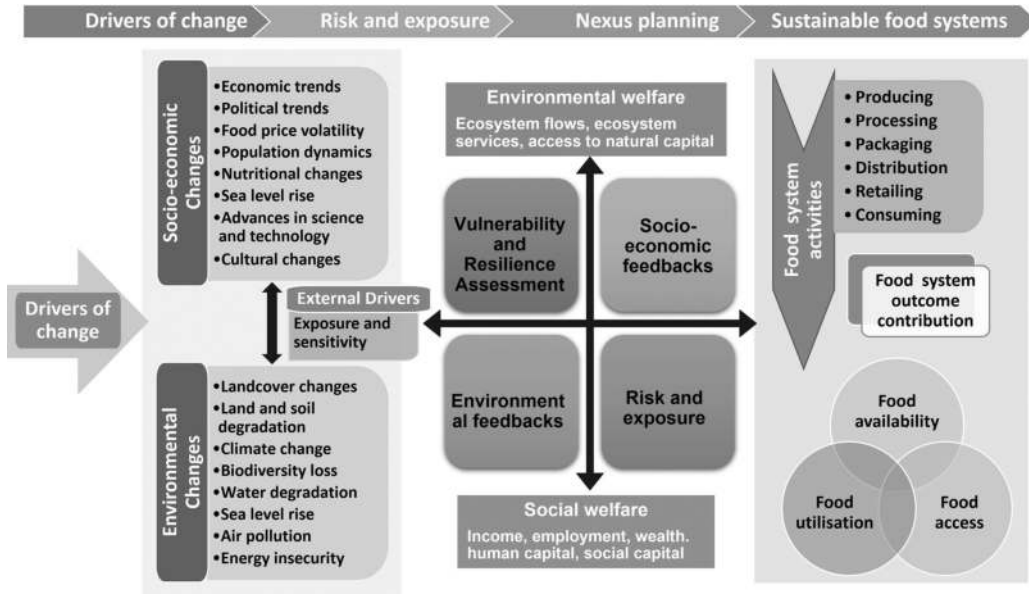 Drivers of change
Risk and exposure
Nexus planning
Sustainable food systems
Drivers of
change
Socio-economic
Changes
•Economic trends
•Political trends
•Food price volatility
•Population dynamics
•Nutritional changes
•Sea level rise
•Advances in science
and technology
•Cultural changes
External Drivers
Exposure and
sensitivity
Environmental
Changes
•Landcover changes
•Land and soil
degradation
•Climate change
•Biodiversity loss
•Water degradation
•Sea level rise
•Air pollution
•Energy insecurity
Environmental welfare
Ecosystem flows, ecosystem
services, access to natural capital
Vulnerability
and
Resilience
Assessment
Socio-
economic
feedbacks
Environment
al feedbacks
Risk and
exposure
Social welfare
Income, employment, wealth.
human capital, social capital
Food system
activities
• Producing
• Processing
• Packaging
• Distribution
• Retailing
• Consuming
Food system
outcome
contribution
Food
availability
Food
utilisation
Food
access